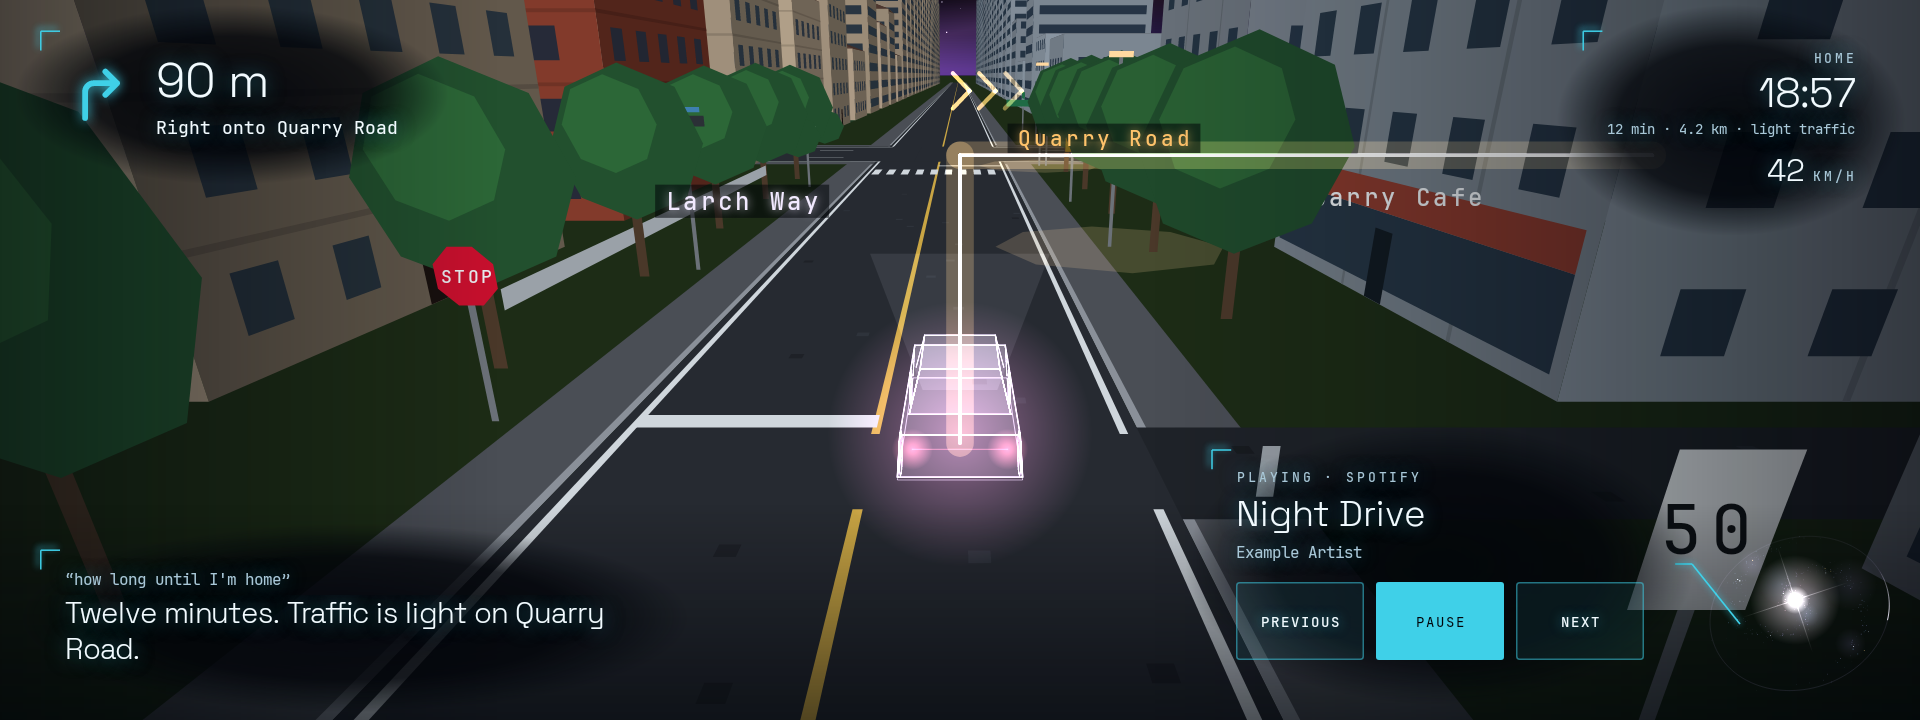 90 m
Right onto Quarry Road
HOME
18:57
12 min · 4.2 km · light traffic
42 KM/H
Quarry Road
Larch Way
Cafe
STOP
PLAYING · SPOTIFY
Night Drive
Example Artist
50
PREVIOUS
PAUSE
NEXT
“how long until I'm home”
Twelve minutes. Traffic is light on Quarry
Road.